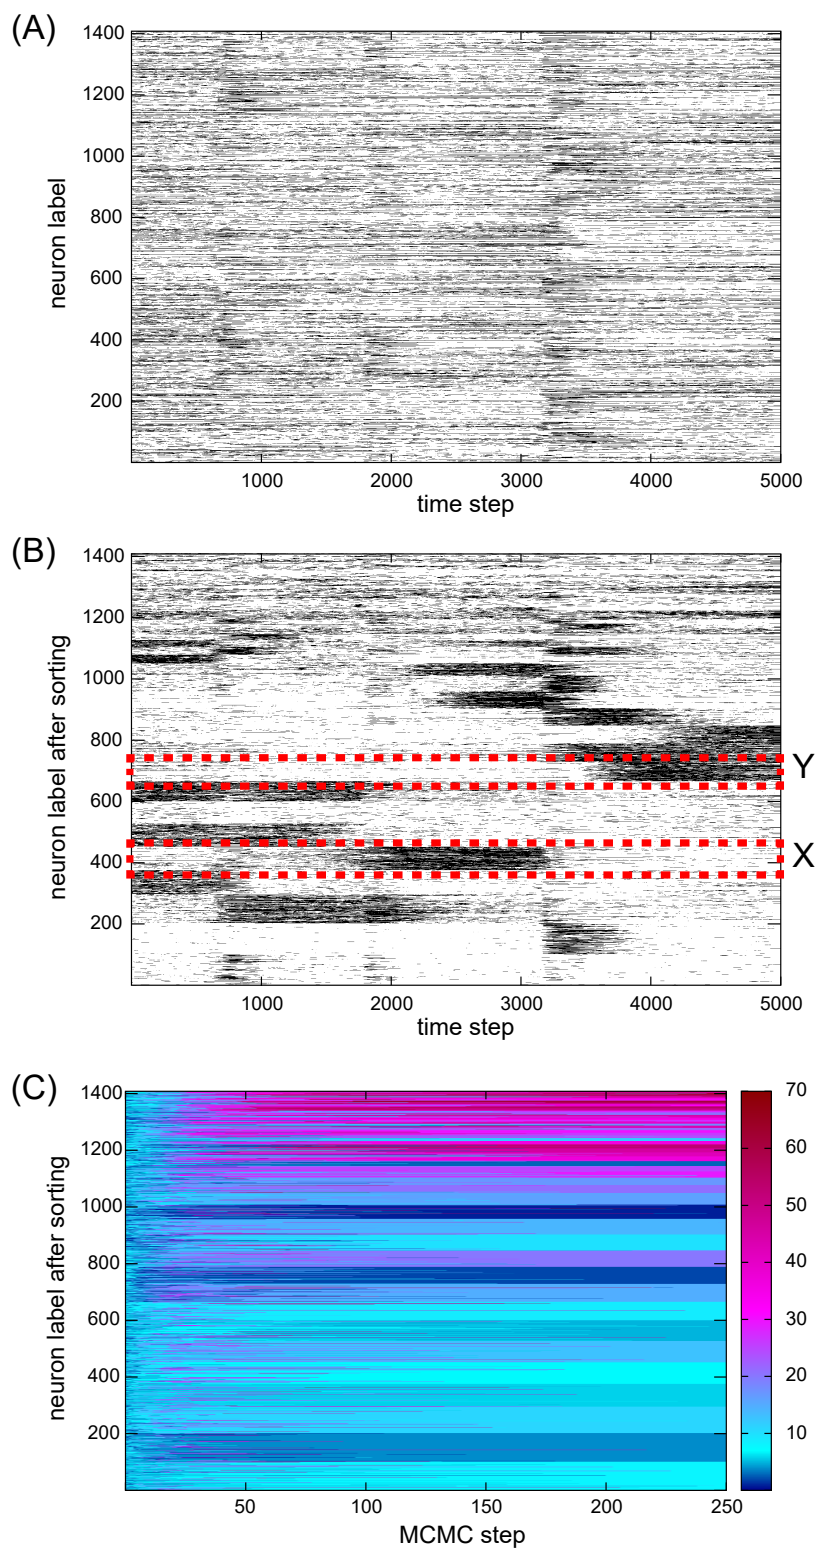 (A)
1400
1200
1000
800
600
400
200
neuron label
1000 2000 3000 4000 5000
time step
(B)
1400
1200
1000
800
600
400
200
neuron label after sorting
Y
X
1000 2000 3000 4000 5000
time step
(C)
1400
1200
1000
800
600
400
200
neuron label after sorting
50 100 150 200 250
MCMC step
70
60
50
40
30
20
10